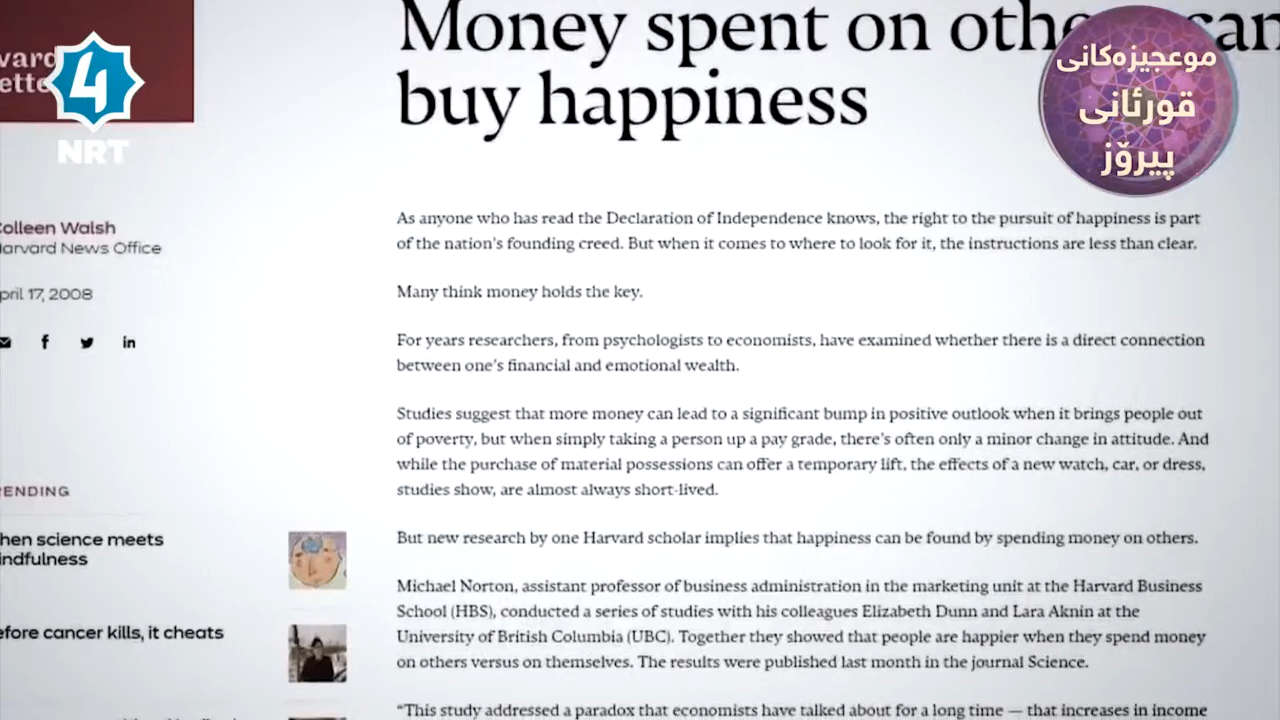 Money spent on othe can
buy happiness
vard
ette
4
NRT
موعجیزەکانی
قورئانی
پیرۆز
Colleen Walsh
Harvard News Office
pril 17, 2008
As anyone who has read the Declaration of Independence knows, the right to the pursuit of happiness is part
of the nation's founding creed. But when it comes to where to look for it, the instructions are less than clear.
Many think money holds the key.
For years researchers, from psychologists to economists, have examined whether there is a direct connection
between one's financial and emotional wealth.
Studies suggest that more money can lead to a significant bump in positive outlook when it brings people out
of poverty, but when simply taking a person up a pay grade, there's often only a minor change in attitude. And
while the purchase of material possessions can offer a temporary lift, the effects of a new watch, car, or dress,
studies show, are almost always short-lived.
But new research by one Harvard scholar implies that happiness can be found by spending money on others.
Michael Norton, assistant professor of business administration in the marketing unit at the Harvard Business
School (HBS), conducted a series of studies with his colleagues Elizabeth Dunn and Lara Aknin at the
University of British Columbia (UBC). Together they showed that people are happier when they spend money
on others versus on themselves. The results were published last month in the journal Science.
“This study addressed a paradox that economists have talked about for a long time — that increases in income
ENDING
hen science meets
indfulness
efore cancer kills, it cheats